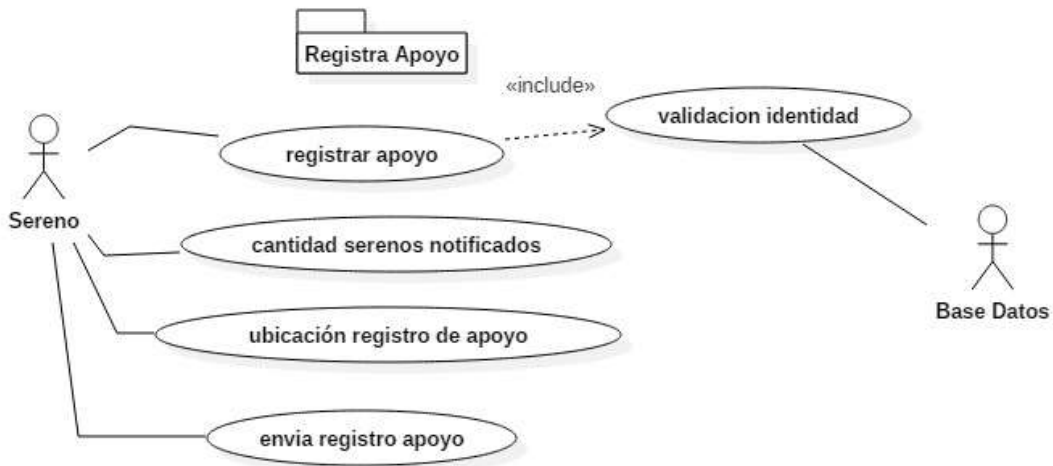 Registra Apoyo
«include»
validacion identidad
registrar apoyo
Sereno
cantidad serenos notificados
Base Datos
ubicación registro de apoyo
envia registro apoyo